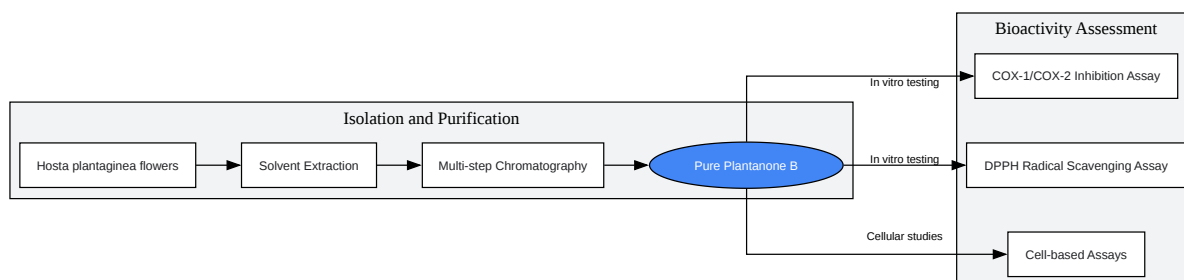 Bioactivity Assessment
COX-1/COX-2 Inhibition Assay
In vitro testing
Isolation and Purification
Hosta plantaginea flowers
Solvent Extraction
Multi-step Chromatography
Pure Plantanone B
In vitro testing
DPPH Radical Scavenging Assay
Cellular studies
Cell-based Assays